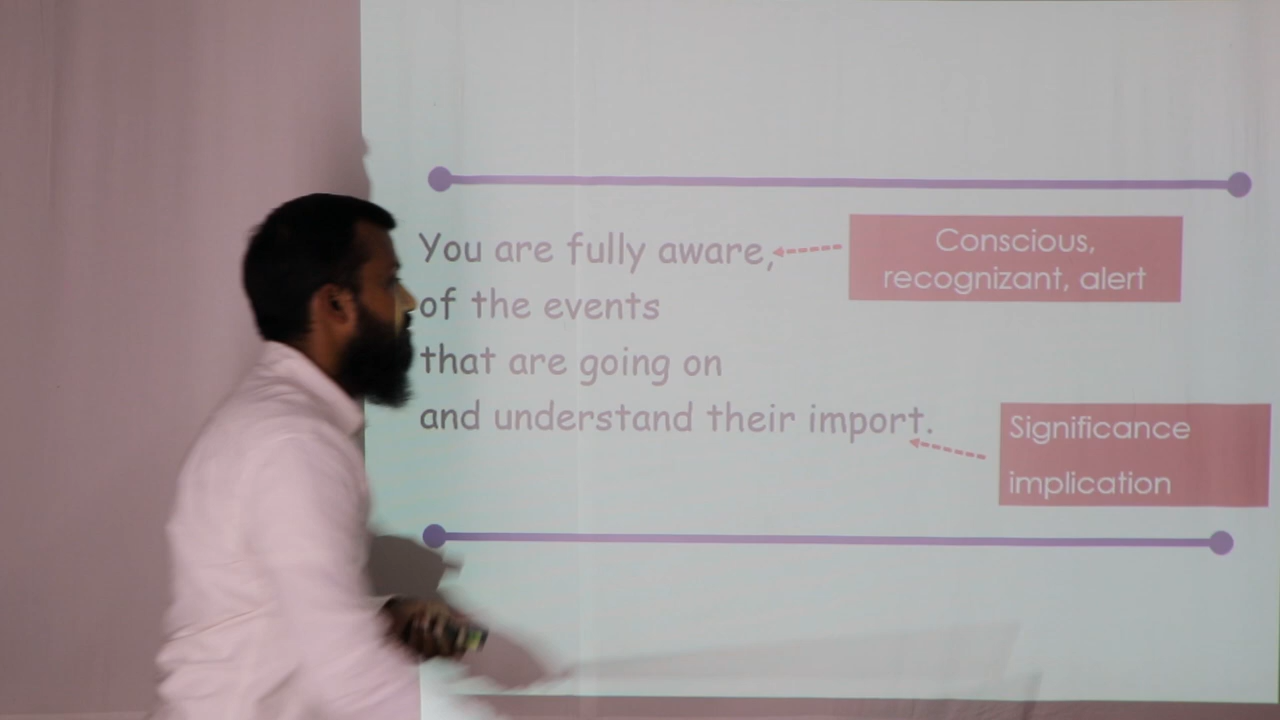 You are fully aware,
Conscious,
recognizant, alert
of the events
that are going on
and understand their import.
Significance
implication